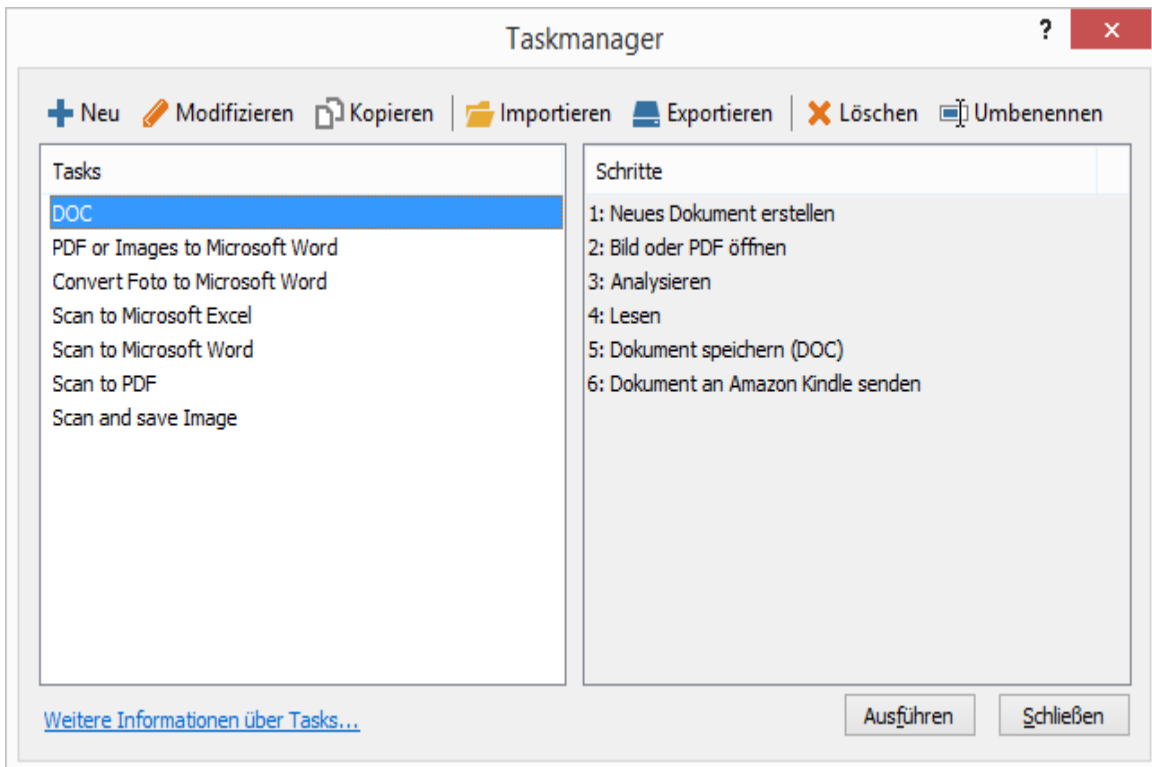 Taskmanager
?
Neu Modifizieren Kopieren Importieren Exportieren Löschen Umbenennen
Tasks
DOC
PDF or Images to Microsoft Word
Convert Foto to Microsoft Word
Scan to Microsoft Excel
Scan to Microsoft Word
Scan to PDF
Scan and save Image
Schritte
1: Neues Dokument erstellen
2: Bild oder PDF öffnen
3: Analysieren
4: Lesen
5: Dokument speichern (DOC)
6: Dokument an Amazon Kindle senden
Weitere Informationen über Tasks...
Ausführen
Schließen